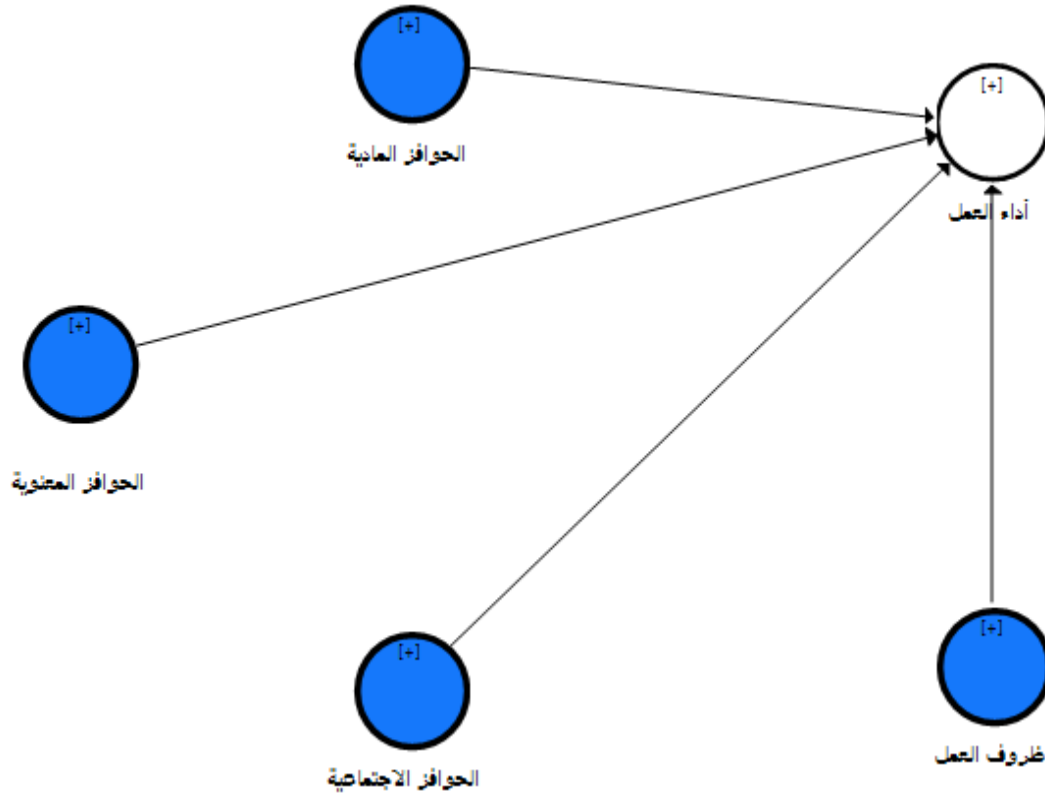 [+]
الحوافز المادية
[+]
أداء العمل
[+]
الحوافز المعنوية
[+]
الحوافز الاجتماعية
[+]
ظروف العمل